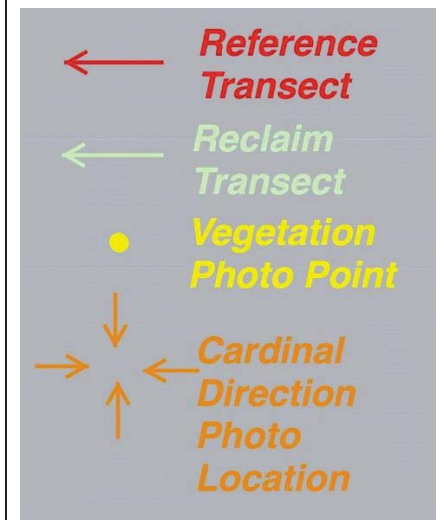 Reference
Transect
Reclaim
Transect
Vegetation
Photo Point
Cardinal
Direction
Photo
Location